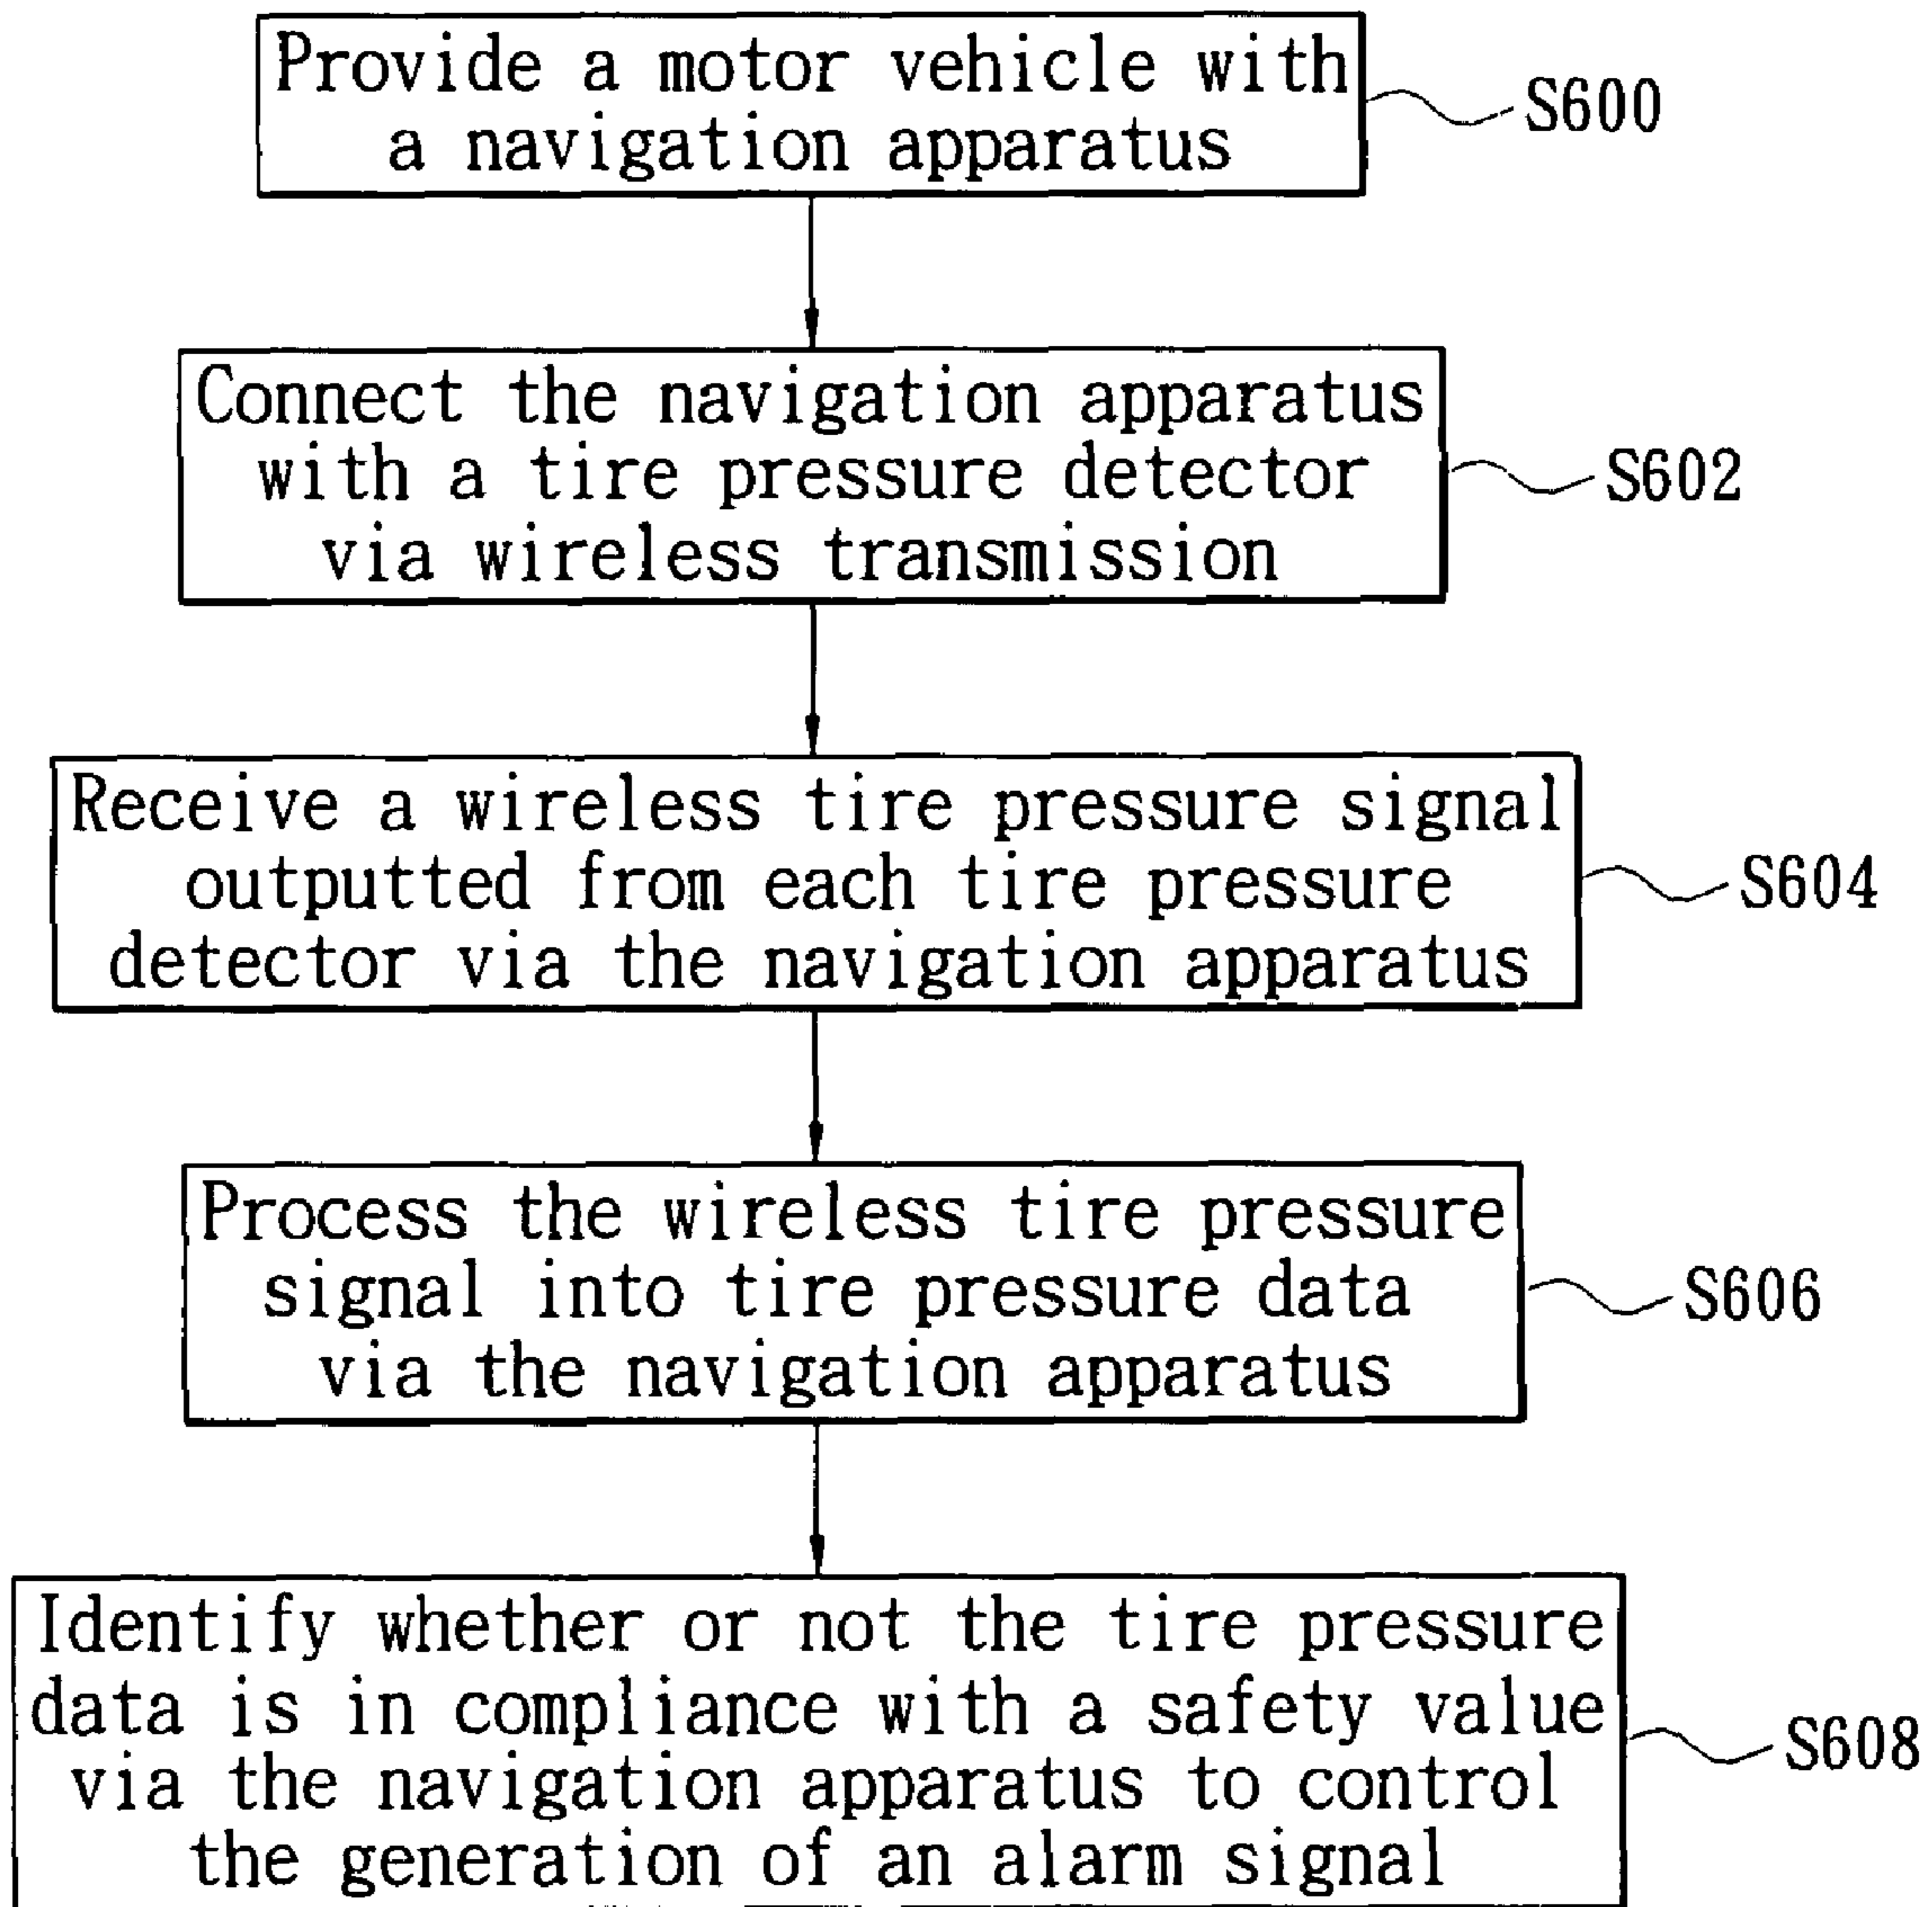 Provide a motor vehicle with
a navigation apparatus
S600
Connect the navigation apparatus
with a tire pressure detector
via wireless transmission
S602
Receive a wireless tire pressure signal
outputted from each tire pressure
detector via the navigation apparatus
S604
Process the wireless tire pressure
signal into tire pressure data
via the navigation apparatus
S606
Identify whether or not the tire pressure
data is in compliance with a safety value
via the navigation apparatus to control
the generation of an alarm signal
S608